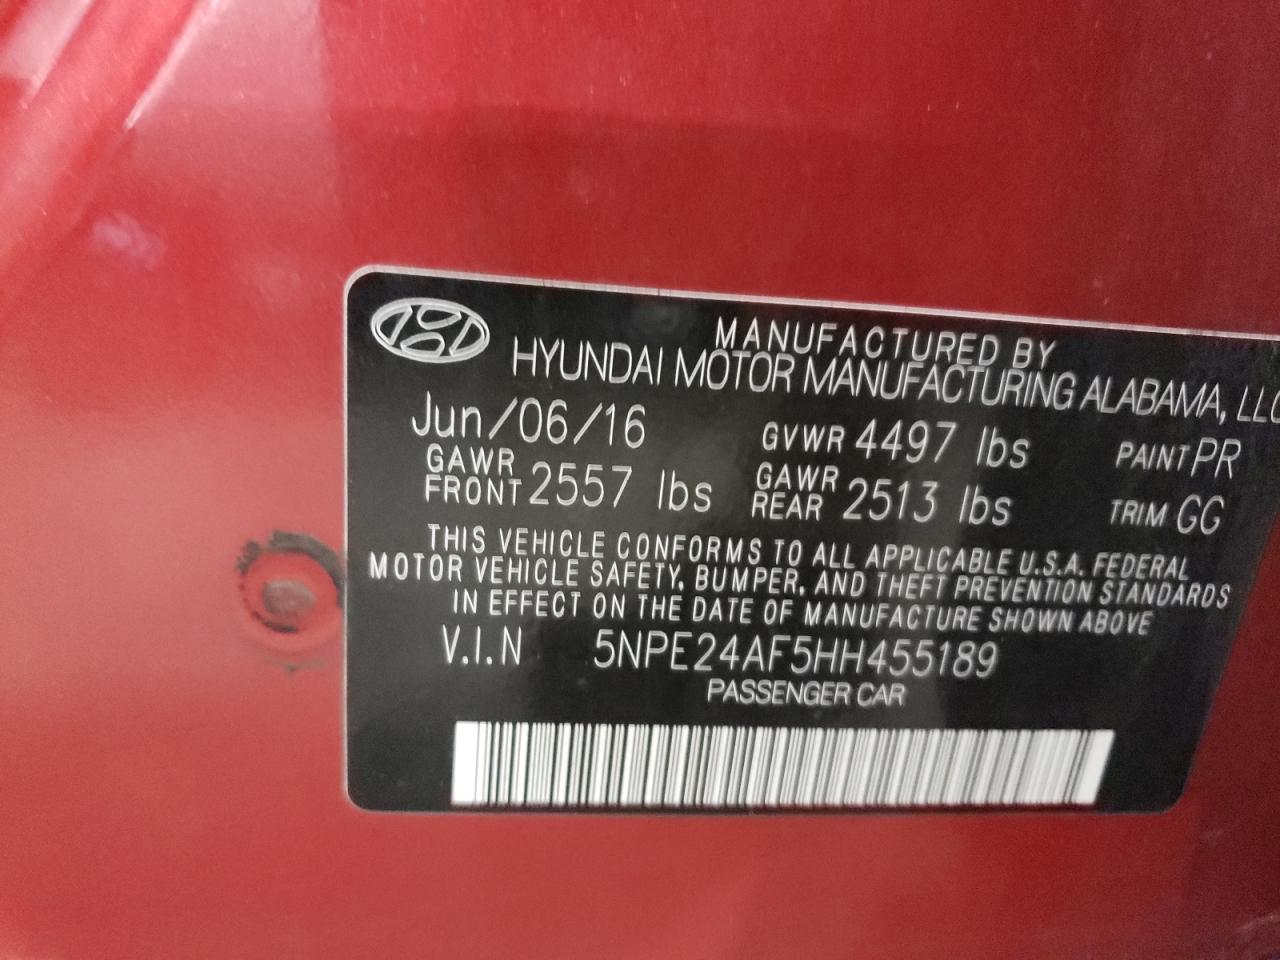 MANUFACTURED BY
HYUNDAI MOTOR MANUFACTURING ALABAMA, LLC
Jun/06/16 GVWR 4497 lbs PAINT PR
GAWR FRONT 2557 lbs GAWR REAR 2513 lbs TRIM GG
THIS VEHICLE CONFORMS TO ALL APPLICABLE U.S.A. FEDERAL
MOTOR VEHICLE SAFETY, BUMPER, AND THEFT PREVENTION STANDARDS
IN EFFECT ON THE DATE OF MANUFACTURE SHOWN ABOVE
V.I.N 5NPE24AF5HH455189
PASSENGER CAR